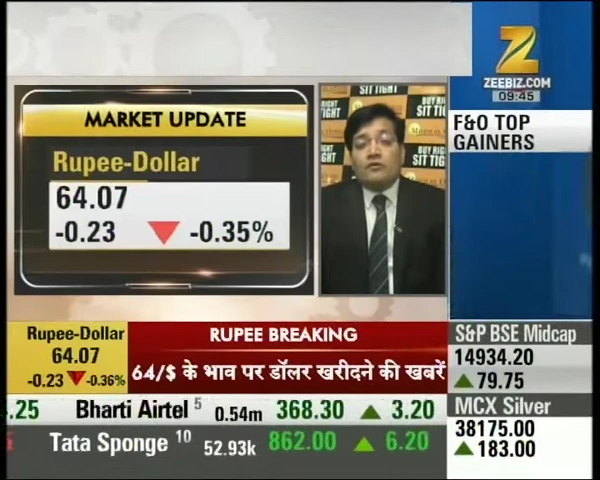 Z
ZEEBIZ.COM
09:45
MARKET UPDATE
Rupee-Dollar
64.07
-0.23 -0.35%
SIT TIGHT
BUY RIGHT
SIT TIGHT
F&O TOP
GAINERS
Rupee-Dollar
64.07
-0.23 -0.36%
RUPEE BREAKING
64/$ के भाव पर डॉलर खरीदने की खबरें
S&P BSE Midcap
14934.20
79.75
MCX Silver
38175.00
183.00
.25 Bharti Airtel 5 0.54m 368.30 3.20
Tata Sponge 10 52.93k 862.00 6.20